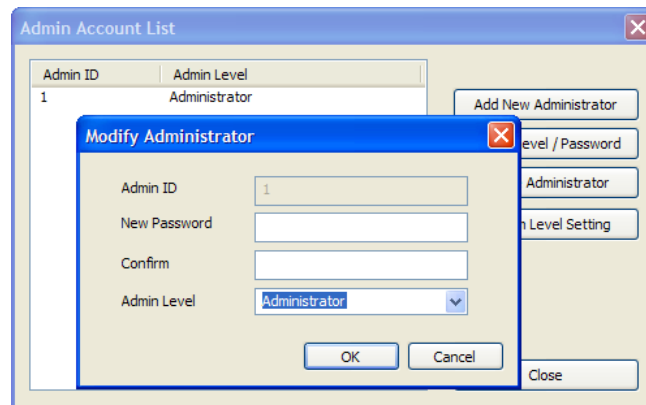 Admin Account List
Admin ID Admin Level
1 Administrator
Add New Administrator
evel / Password
Administrator
Level Setting
Close
Modify Administrator
Admin ID 1
New Password
Confirm
Admin Level Administrator
OK Cancel